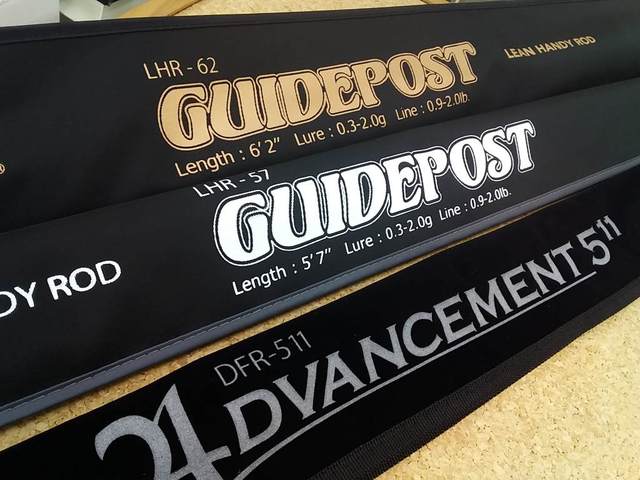 LHR - 62
GUIDEPOST
LEAN HANDY ROD
Length : 6' 2" Lure : 0.3-2.0g Line : 0.9-2.0lb.
LHR - 57
GUIDEPOST
Length : 5' 7" Lure : 0.3-2.0g Line : 0.9-2.0lb.
DY ROD
DFR-511
ADVANCEMENT 5 11